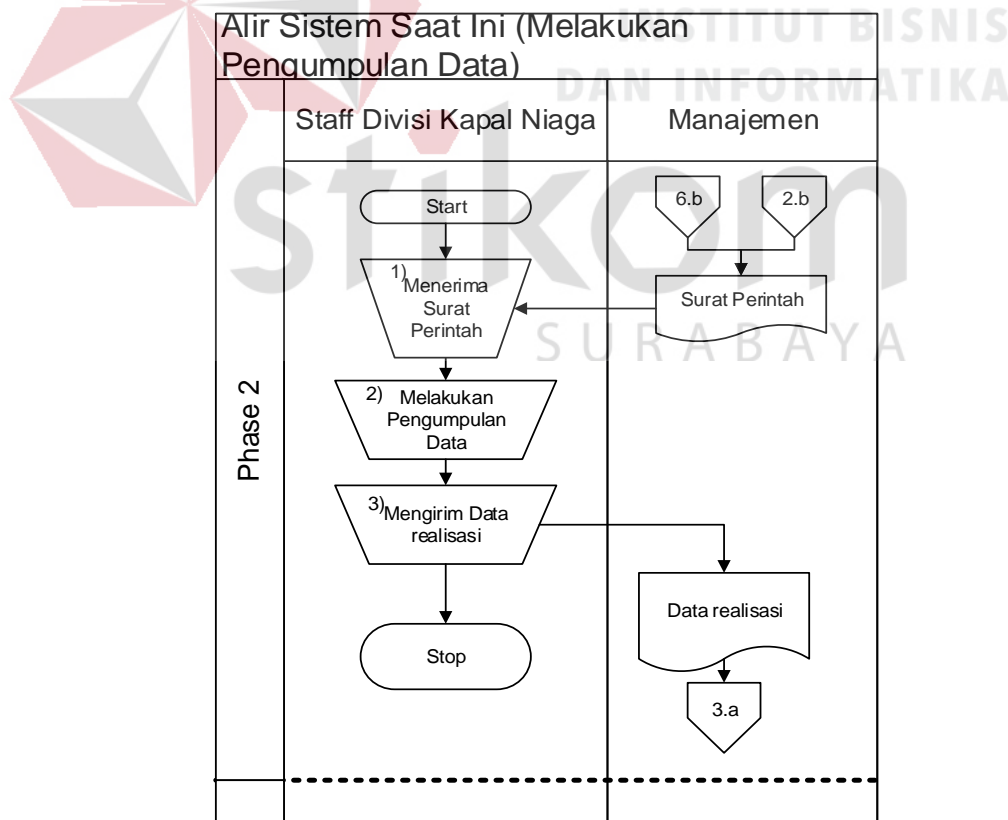 INSTITUT BISNIS
DAN INFORMATIKA
stikom
SURABAYA
Alir Sistem Saat Ini (Melakukan
Pengumpulan Data)
Staff Divisi Kapal Niaga
Manajemen
Phase 2
Start
6.b
2.b
1) Menerima
Surat
Perintah
Surat Perintah
2) Melakukan
Pengumpulan
Data
3) Mengirim Data
realisasi
Data realisasi
Stop
3.a